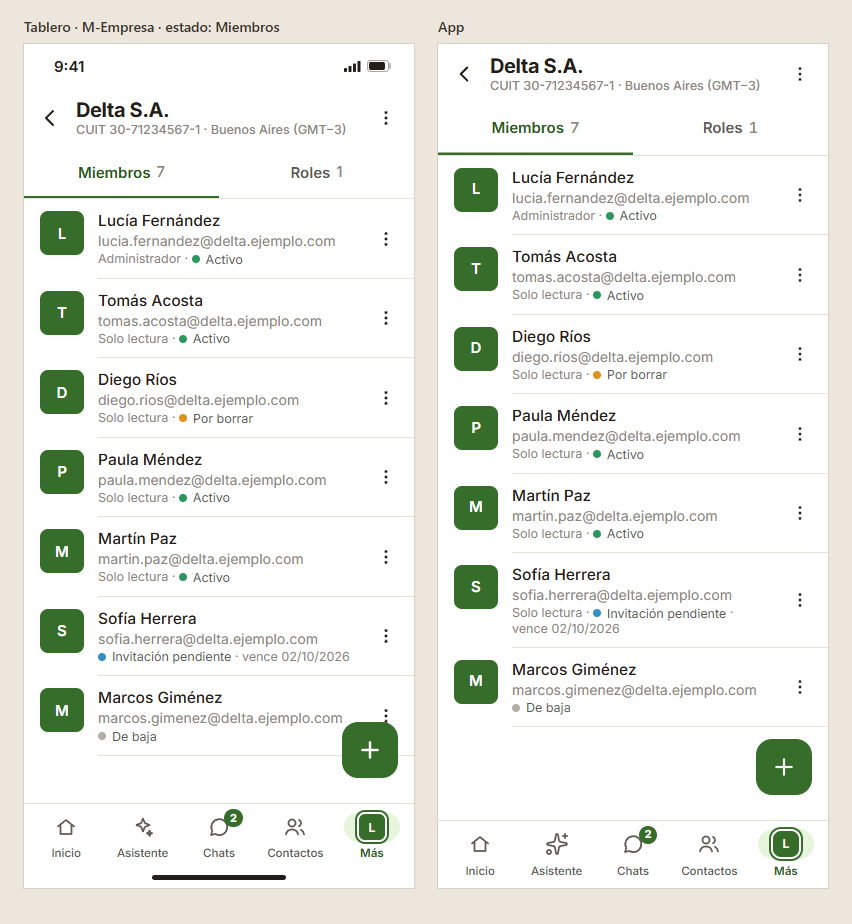 Tablero · M-Empresa · estado: Miembros
9:41
Delta S.A.
CUIT 30-71234567-1 · Buenos Aires (GMT−3)
Miembros 7
Roles 1
L
Lucía Fernández
lucia.fernandez@delta.ejemplo.com
Administrador · Activo
T
Tomás Acosta
tomas.acosta@delta.ejemplo.com
Solo lectura · Activo
D
Diego Ríos
diego.rios@delta.ejemplo.com
Solo lectura · Por borrar
P
Paula Méndez
paula.mendez@delta.ejemplo.com
Solo lectura · Activo
M
Martín Paz
martin.paz@delta.ejemplo.com
Solo lectura · Activo
S
Sofía Herrera
sofia.herrera@delta.ejemplo.com
Invitación pendiente · vence 02/10/2026
M
Marcos Giménez
marcos.gimenez@delta.ejemplo.com
De baja
Inicio
Asistente
2
Chats
Contactos
L
Más
App
Delta S.A.
CUIT 30-71234567-1 · Buenos Aires (GMT−3)
Miembros 7
Roles 1
L
Lucía Fernández
lucia.fernandez@delta.ejemplo.com
Administrador · Activo
T
Tomás Acosta
tomas.acosta@delta.ejemplo.com
Solo lectura · Activo
D
Diego Ríos
diego.rios@delta.ejemplo.com
Solo lectura · Por borrar
P
Paula Méndez
paula.mendez@delta.ejemplo.com
Solo lectura · Activo
M
Martín Paz
martin.paz@delta.ejemplo.com
Solo lectura · Activo
S
Sofía Herrera
sofia.herrera@delta.ejemplo.com
Solo lectura · Invitación pendiente ·
vence 02/10/2026
M
Marcos Giménez
marcos.gimenez@delta.ejemplo.com
De baja
Inicio
Asistente
2
Chats
Contactos
L
Más